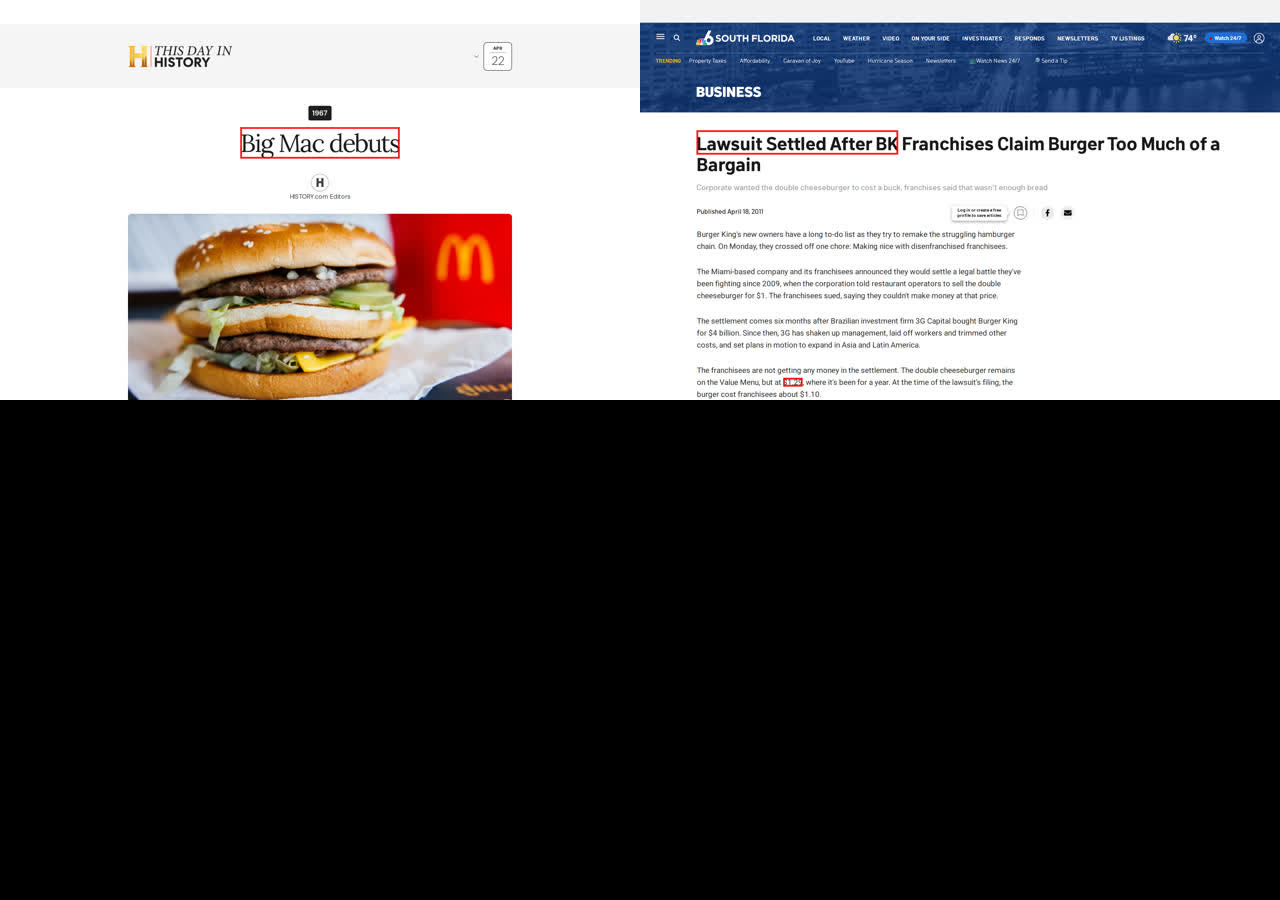 THIS DAY IN
HISTORY
APR
22
1967
Big Mac debuts
H
HISTORY.com Editors
6 SOUTH FLORIDA
LOCAL WEATHER VIDEO ON YOUR SIDE INVESTIGATES RESPONDS NEWSLETTERS TV LISTINGS
74°
Watch 24/7
TRENDING Property Taxes Affordability Caravan of Joy YouTube Hurricane Season Newsletters Watch News 24/7 Send a Tip
BUSINESS
Lawsuit Settled After BK Franchises Claim Burger Too Much of a
Bargain
Corporate wanted the double cheeseburger to cost a buck, franchises said that wasn't enough bread
Published April 18, 2011
Log in or create a free
profile to save articles
Burger King's new owners have a long to-do list as they try to remake the struggling hamburger
chain. On Monday, they crossed off one chore: Making nice with disenfranchised franchisees.
The Miami-based company and its franchisees announced they would settle a legal battle they've
been fighting since 2009, when the corporation told restaurant operators to sell the double
cheeseburger for $1. The franchisees sued, saying they couldn't make money at that price.
The settlement comes six months after Brazilian investment firm 3G Capital bought Burger King
for $4 billion. Since then, 3G has shaken up management, laid off workers and trimmed other
costs, and set plans in motion to expand in Asia and Latin America.
The franchisees are not getting any money in the settlement. The double cheeseburger remains
on the Value Menu, but at $1.29, where it's been for a year. At the time of the lawsuit's filing, the
burger cost franchisees about $1.10.